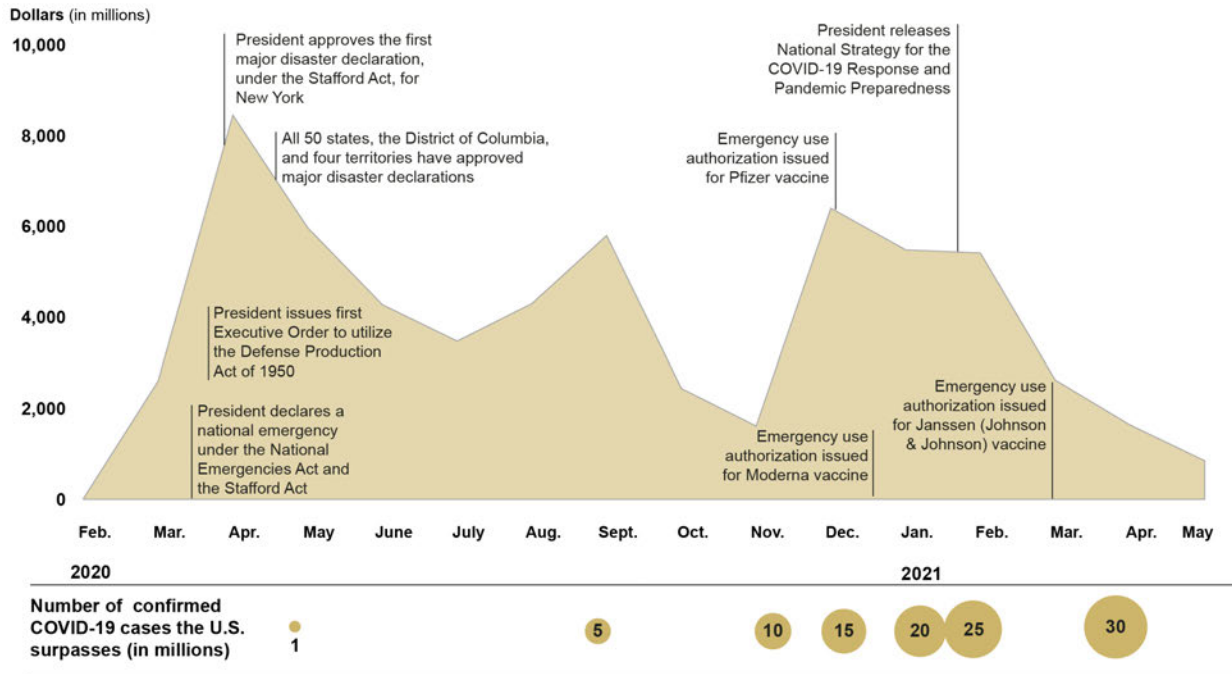 Dollars (in millions)
10,000
8,000
6,000
4,000
2,000
0
President approves the first
major disaster declaration,
under the Stafford Act, for
New York
All 50 states, the District of Columbia,
and four territories have approved
major disaster declarations
President issues first
Executive Order to utilize
the Defense Production
Act of 1950
President declares a
national emergency
under the National
Emergencies Act and
the Stafford Act
President releases
National Strategy for the
COVID-19 Response and
Pandemic Preparedness
Emergency use
authorization issued
for Pfizer vaccine
Emergency use
authorization issued
for Moderna vaccine
Emergency use
authorization issued
for Janssen (Johnson
& Johnson) vaccine
Feb. Mar. Apr. May June July Aug. Sept. Oct. Nov. Dec. Jan. Feb. Mar. Apr. May
2020 2021
Number of confirmed
COVID-19 cases the U.S.
surpasses (in millions)
1 5 10 15 20 25 30